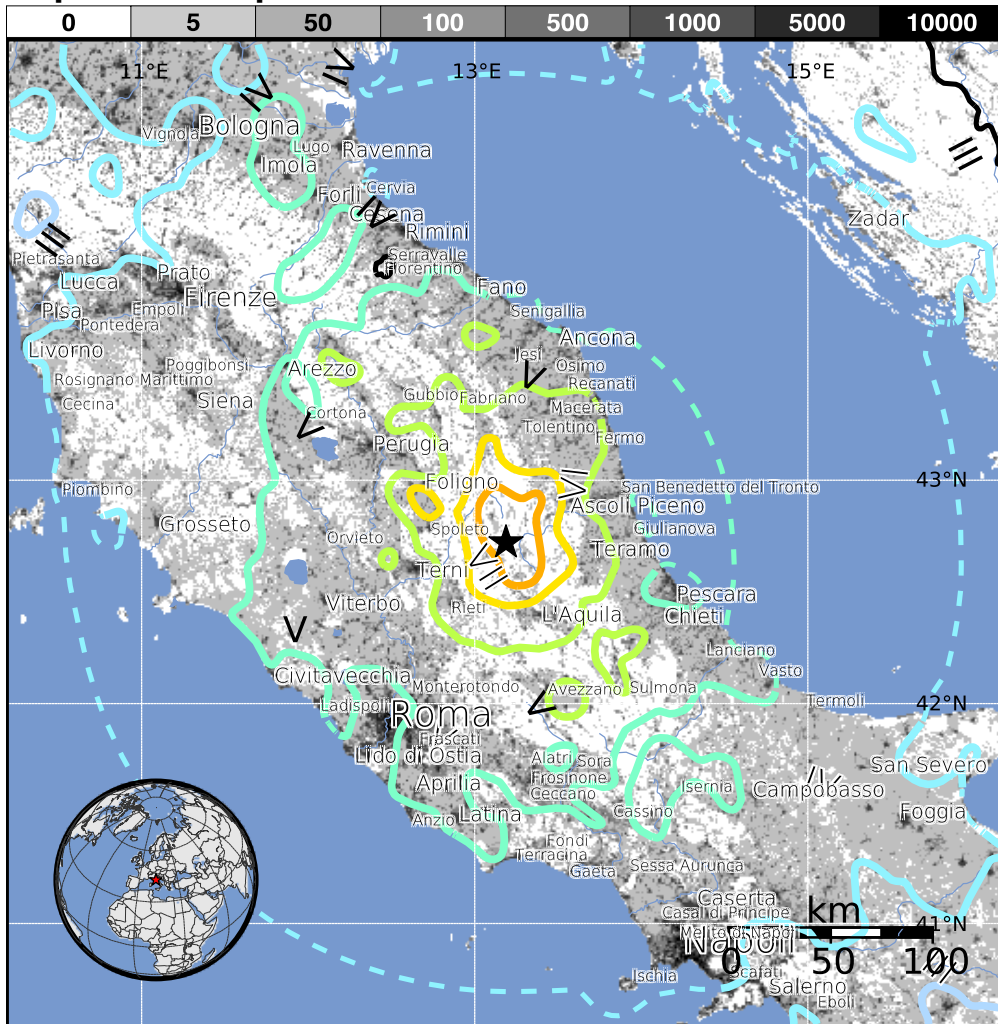 0 5 50 100 500 1000 5000 10000
11°E 13°E 15°E
IV IV
Vignola Bologna
III
Lugo Ravenna
Imola
Forlì Cervia
Cesena
Zadar
Rimini
III
Serravalle
Pietrasanta Fiorentino
Prato
Lucca Firenze Fano
Pisa Empoli Senigallia
Pontedera
Ancona
Livorno Jesi
Poggibonsi Arezzo Osimo
Rosignano Marittimo Recanati
V
Siena Gubbio Fabriano
Cecina Macerata
Cortona
V
Tolentino
Perugia Fermo
Foligno 43°N
Piombino San Benedetto del Tronto
Ascoli Piceno
Grosseto Spoleto Giulianova
Orvieto
Teramo
Terni
Viterbo Rieti Pescara
L'Aquila Chieti
V
Lanciano
Civitavecchia Vasto
Monterotondo Avezzano Sulmona
Ladispoli Termoli 42°N
V
Roma
Frascati
Lido di Ostia Alatri Sora
San Severo
Aprilia Frosinone
Isernia Campobasso
Ceccano
Anzio Latina Cassino Foggia
Fondi
Terracina
Gaeta Sessa Aurunca
Caserta
Casal di Principe km
41°N
Napoli
0 50 100
Ischia Scafati
Salerno
Eboli